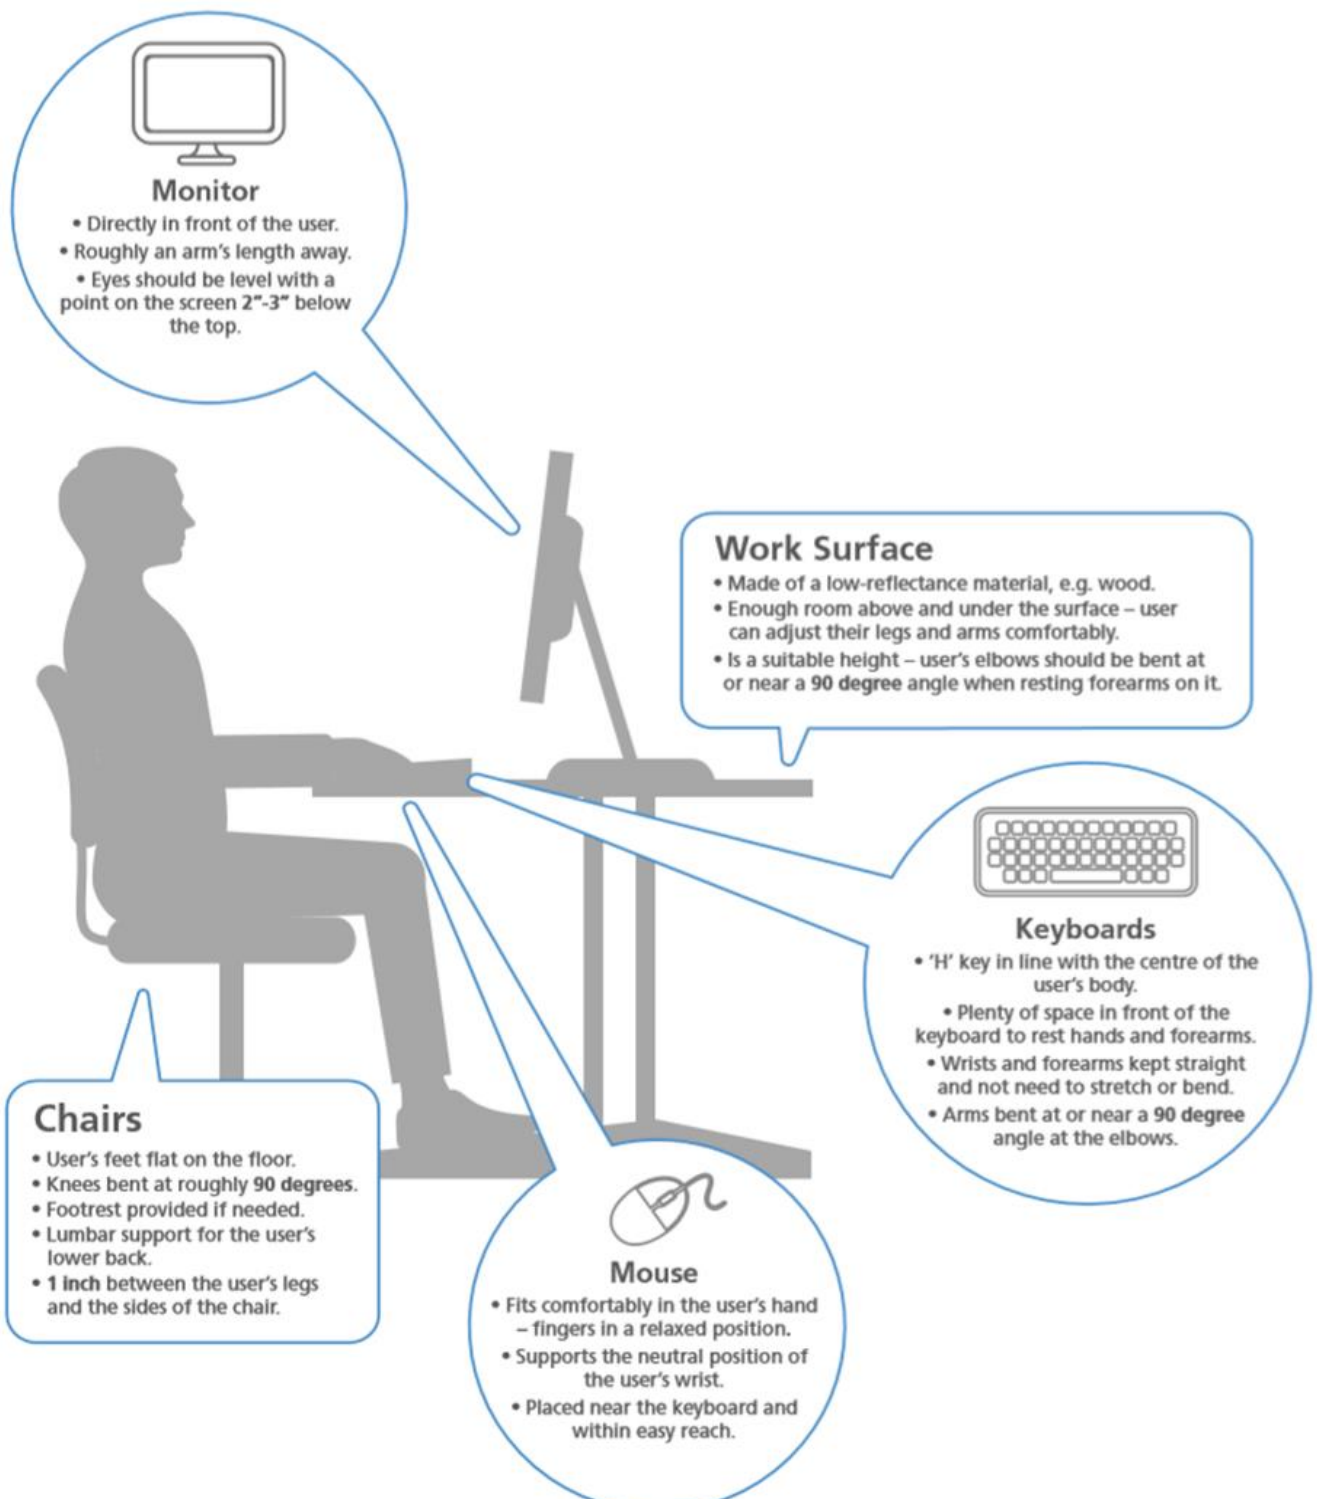 Monitor
• Directly in front of the user.
• Roughly an arm's length away.
• Eyes should be level with a
point on the screen 2″-3″ below
the top.
Work Surface
• Made of a low-reflectance material, e.g. wood.
• Enough room above and under the surface – user
can adjust their legs and arms comfortably.
• Is a suitable height – user's elbows should be bent at
or near a 90 degree angle when resting forearms on it.
Keyboards
• 'H' key in line with the centre of the
user's body.
• Plenty of space in front of the
keyboard to rest hands and forearms.
• Wrists and forearms kept straight
and not need to stretch or bend.
• Arms bent at or near a 90 degree
angle at the elbows.
Chairs
• User's feet flat on the floor.
• Knees bent at roughly 90 degrees.
• Footrest provided if needed.
• Lumbar support for the user's
lower back.
• 1 inch between the user's legs
and the sides of the chair.
Mouse
• Fits comfortably in the user's hand
– fingers in a relaxed position.
• Supports the neutral position of
the user's wrist.
• Placed near the keyboard and
within easy reach.